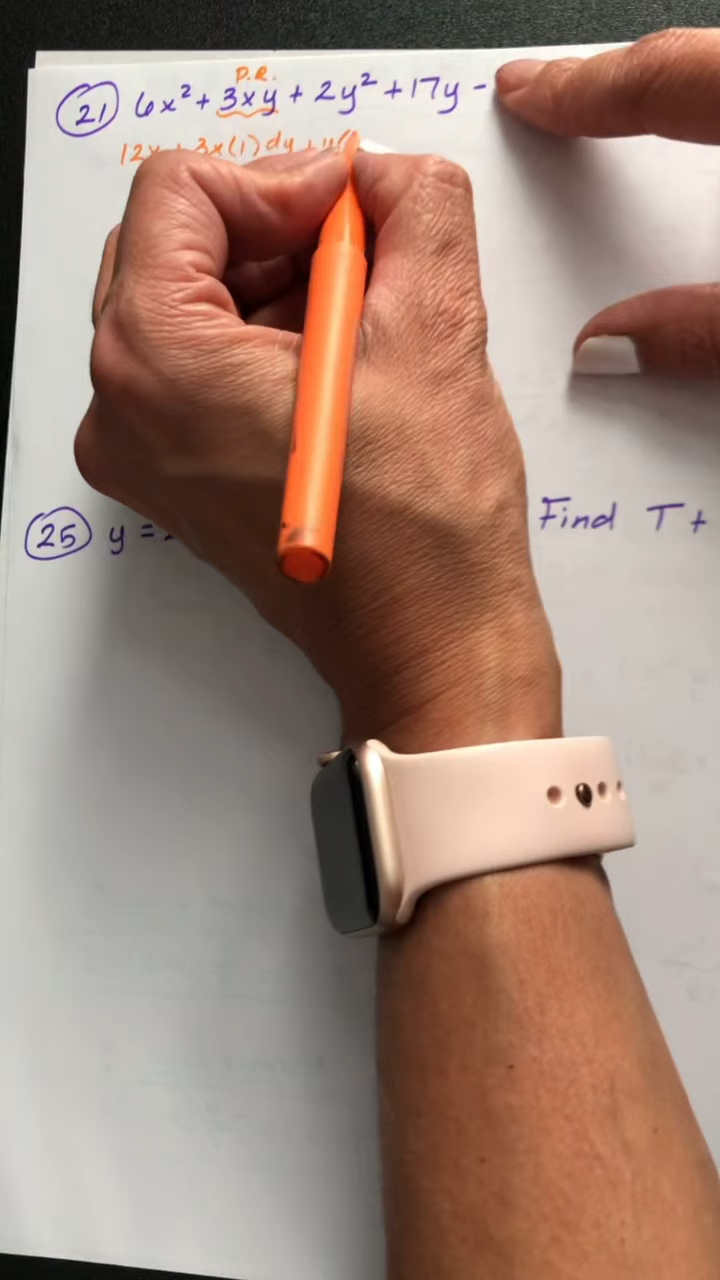 P.R.
21 6x² + 3xy + 2y² + 17y -
12x + 3x(1) dy + y(
25 y =
Find T +